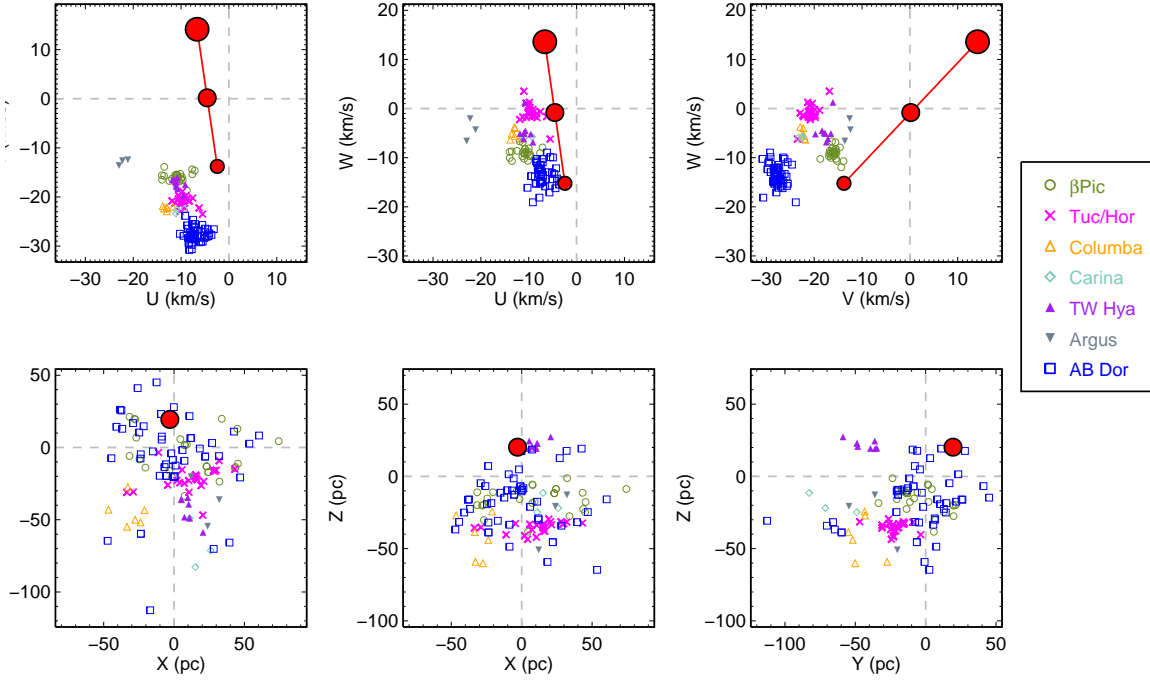 10
0
−10
−20
−30
−30 −20 −10 0 10
U (km/s)
20
10
0
−10
−20
−30
W (km/s)
−30 −20 −10 0 10
U (km/s)
20
10
0
−10
−20
−30
W (km/s)
−30 −20 −10 0 10
V (km/s)
βPic
Tuc/Hor
Columba
Carina
TW Hya
Argus
AB Dor
50
0
−50
−100
−50 0 50
X (pc)
50
0
−50
−100
Z (pc)
−50 0 50
X (pc)
50
0
−50
−100
Z (pc)
−100 −50 0 50
Y (pc)